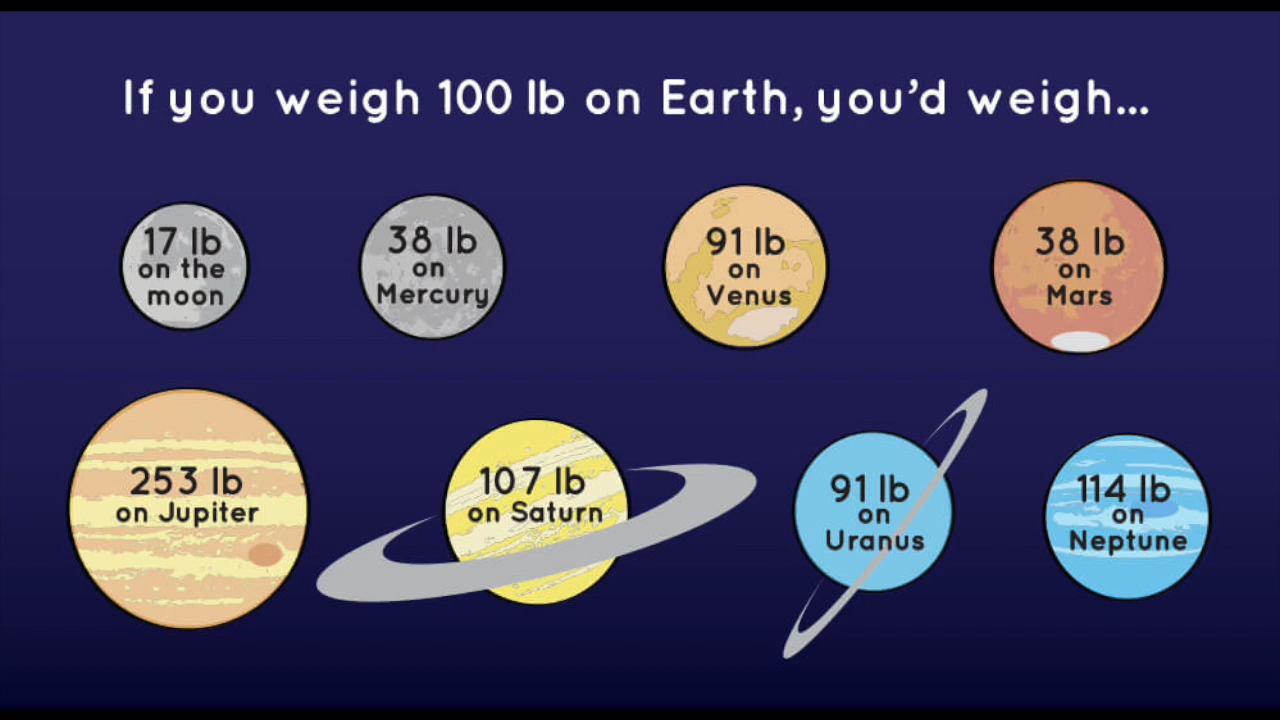 If you weigh 100 lb on Earth, you’d weigh...
17 lb
on the
moon
38 lb
on
Mercury
91 lb
on
Venus
38 lb
on
Mars
253 lb
on Jupiter
107 lb
on Saturn
91 lb
on
Uranus
114 lb
on
Neptune